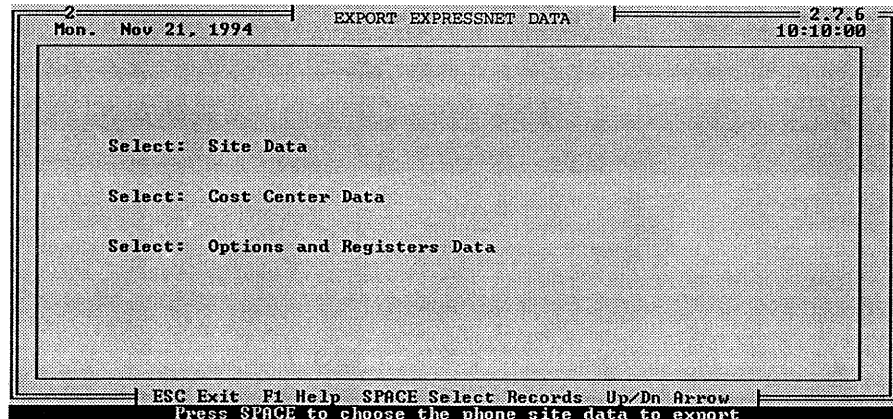 2 EXPORT EXPRESSNET DATA 2.7.6
Mon. Nov 21, 1994 10:10:00
Select: Site Data
Select: Cost Center Data
Select: Options and Registers Data
ESC Exit F1 Help SPACE Select Records Up/Dn Arrow
Press SPACE to choose the phone site data to export